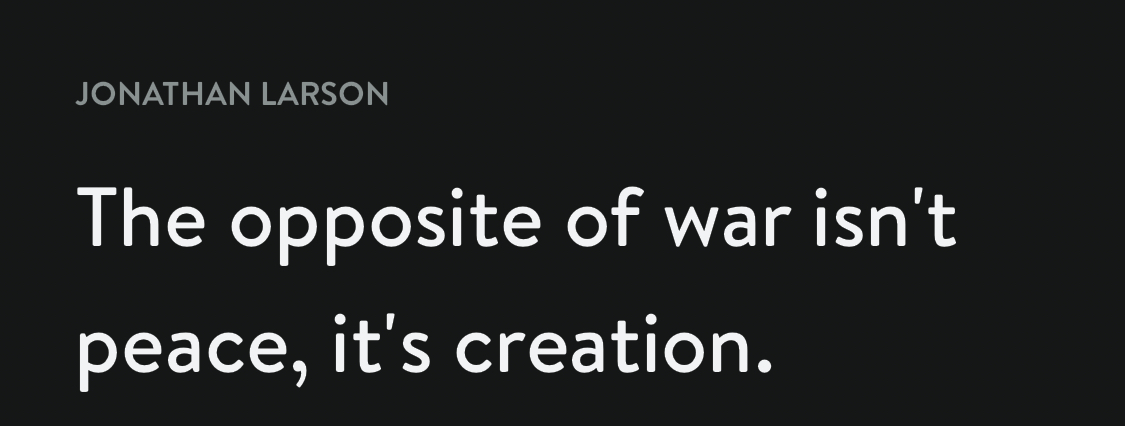 JONATHAN LARSON
The opposite of war isn't
peace, it's creation.